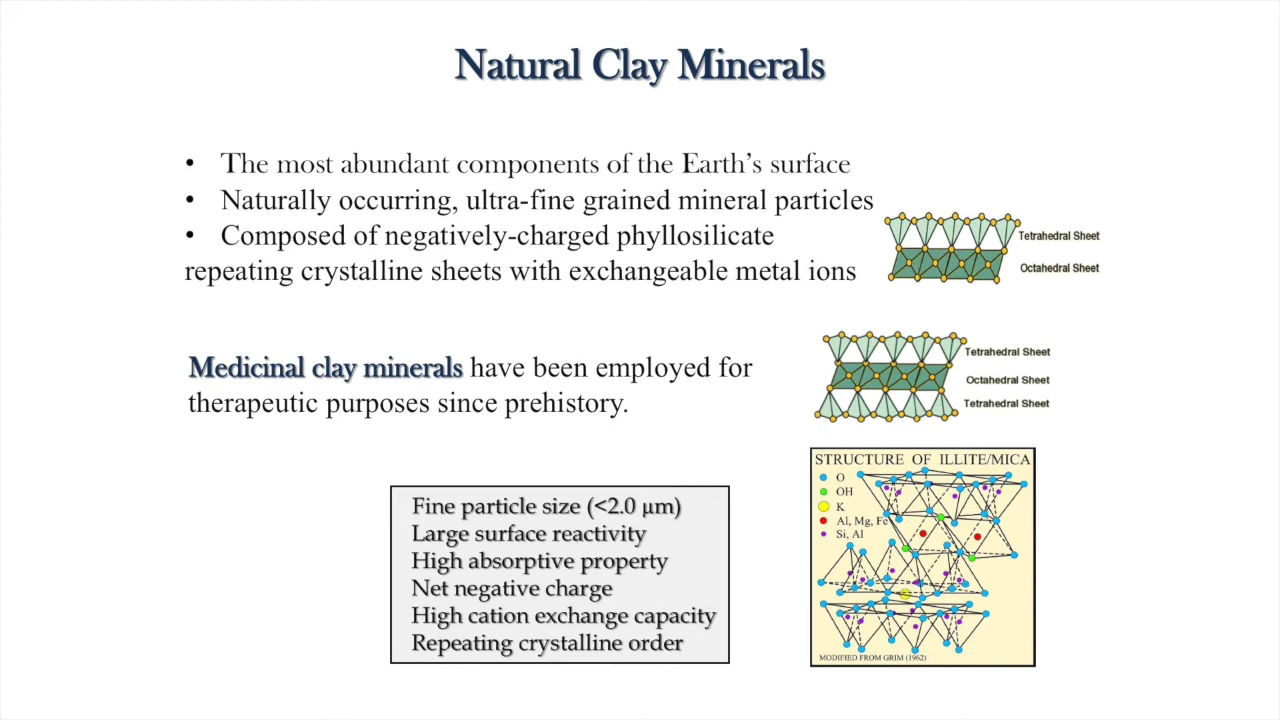 Natural Clay Minerals
• The most abundant components of the Earth's surface
• Naturally occurring, ultra-fine grained mineral particles
• Composed of negatively-charged phyllosilicate
repeating crystalline sheets with exchangeable metal ions
Tetrahedral Sheet
Octahedral Sheet
Medicinal clay minerals have been employed for
therapeutic purposes since prehistory.
Tetrahedral Sheet
Octahedral Sheet
Tetrahedral Sheet
Fine particle size (<2.0 µm)
Large surface reactivity
High absorptive property
Net negative charge
High cation exchange capacity
Repeating crystalline order
STRUCTURE OF ILLITE/MICA
O
OH
K
Al, Mg, Fe
Si, Al
MODIFIED FROM GRIM (1962)